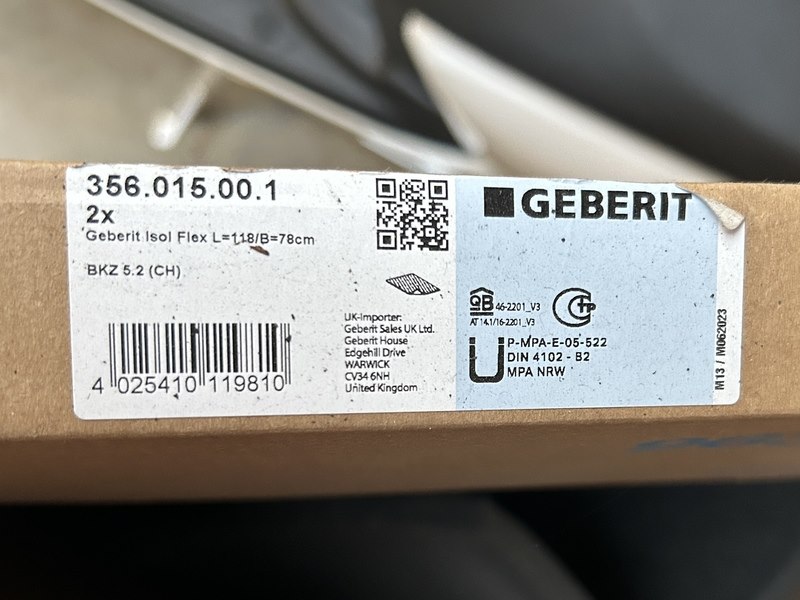 356.015.00.1
2x
Geberit Isol Flex L=118/B=78cm
BKZ 5.2 (CH)
4 025410 119810
UK-Importer:
Geberit Sales UK Ltd.
Geberit House
Edgehill Drive
WARWICK
CV34 6NH
United Kingdom
GEBERIT
QB 46-2201_V3
AT 14.1/16-2201_V3
P-MPA-E-05-522
DIN 4102 - B2
MPA NRW
M13 / M062023